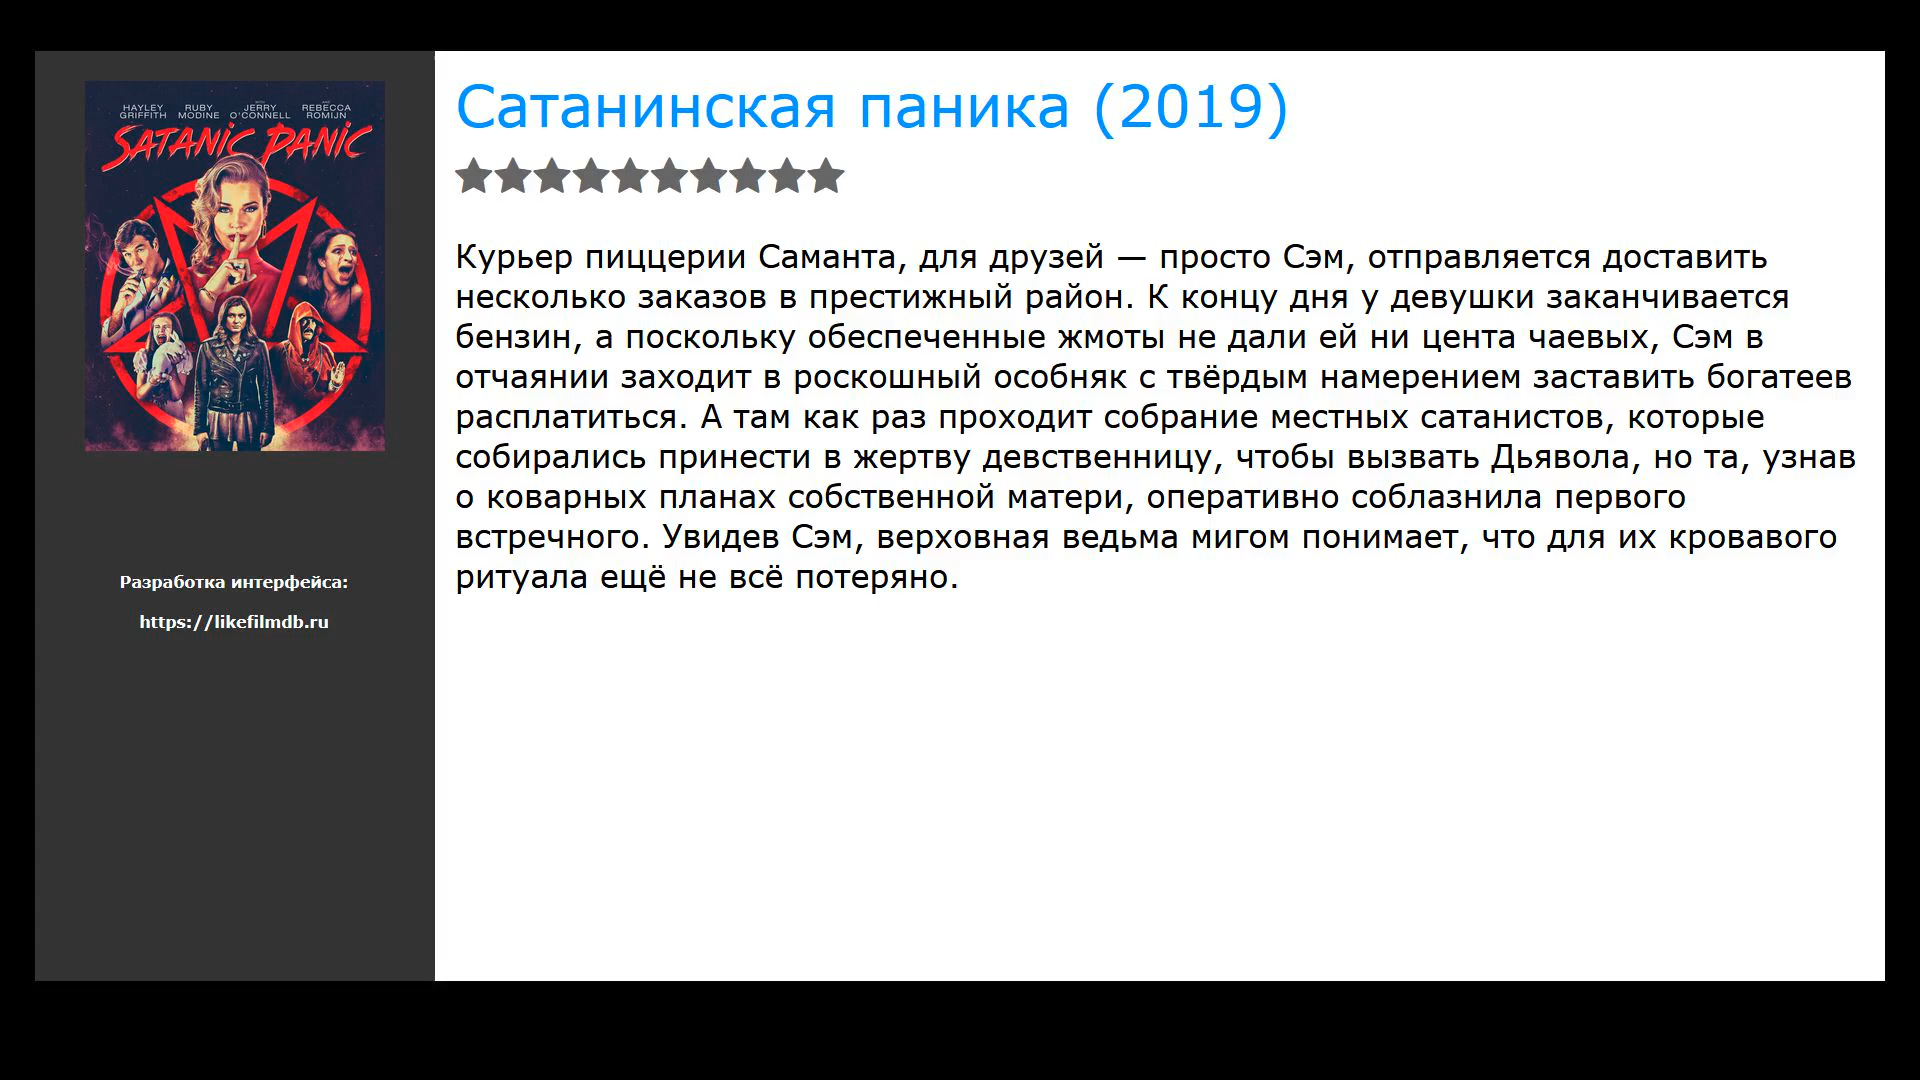 HAYLEY GRIFFITH RUBY MODINE JERRY O'CONNELL REBECCA ROMIJN
SATANIC PANIC
Разработка интерфейса:
https://likefilmdb.ru
Сатанинская паника (2019)
Курьер пиццерии Саманта, для друзей — просто Сэм, отправляется доставить
несколько заказов в престижный район. К концу дня у девушки заканчивается
бензин, а поскольку обеспеченные жмоты не дали ей ни цента чаевых, Сэм в
отчаянии заходит в роскошный особняк с твёрдым намерением заставить богатеев
расплатиться. А там как раз проходит собрание местных сатанистов, которые
собирались принести в жертву девственницу, чтобы вызвать Дьявола, но та, узнав
о коварных планах собственной матери, оперативно соблазнила первого
встречного. Увидев Сэм, верховная ведьма мигом понимает, что для их кровавого
ритуала ещё не всё потеряно.